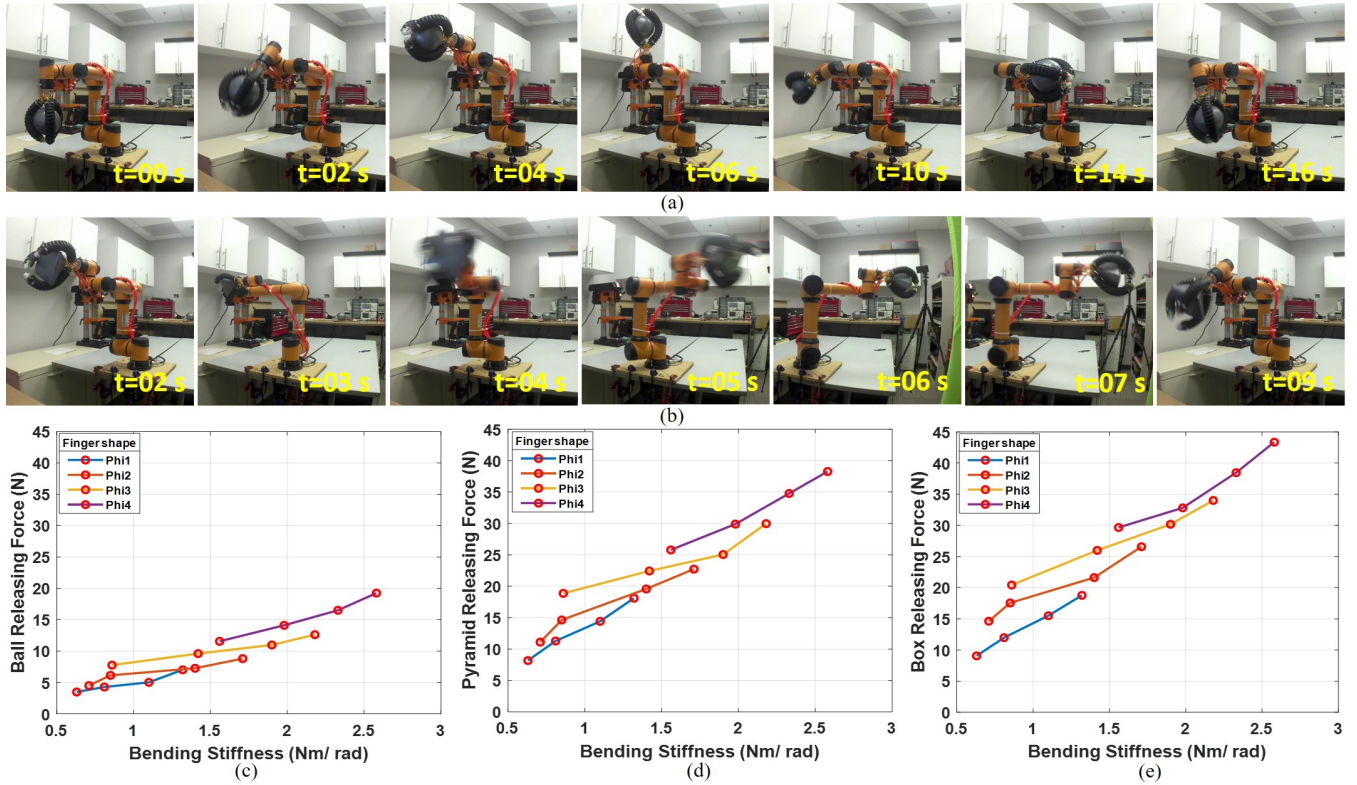 t=00 s
t=02 s
t=04 s
t=06 s
t=10 s
t=14 s
t=16 s
(a)
t=02 s
t=03 s
t=04 s
t=05 s
t=06 s
t=07 s
t=09 s
(b)
Ball Releasing Force (N)
45
40
35
30
25
20
15
10
5
0
Finger shape
Phi1
Phi2
Phi3
Phi4
0.5 1 1.5 2 2.5 3
Bending Stiffness (Nm/ rad)
(c)
Pyramid Releasing Force (N)
45
40
35
30
25
20
15
10
5
0
Finger shape
Phi1
Phi2
Phi3
Phi4
0.5 1 1.5 2 2.5 3
Bending Stiffness (Nm/ rad)
(d)
Box Releasing Force (N)
45
40
35
30
25
20
15
10
5
0
Finger shape
Phi1
Phi2
Phi3
Phi4
0.5 1 1.5 2 2.5 3
Bending Stiffness (Nm/ rad)
(e)